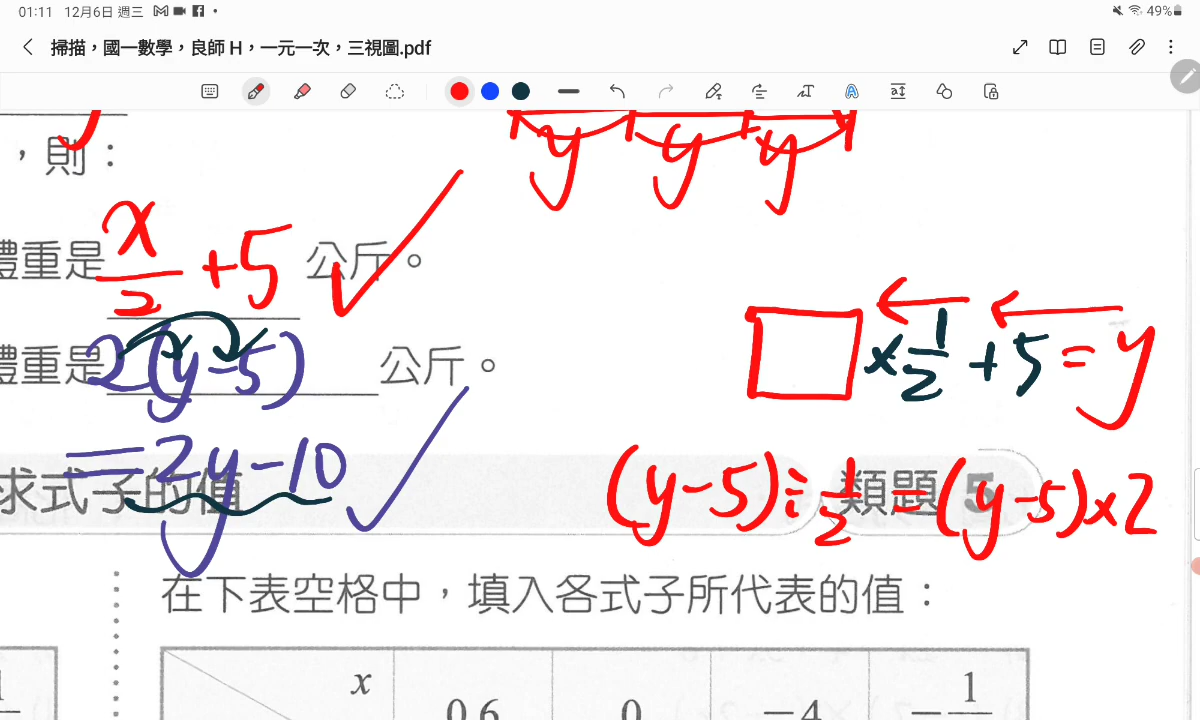 01:11 12月6日 週三
49%
掃描,國一數學,良師 H,一元一次,三視圖.pdf
y
y y y
,則:
體重是 x/2 +5 公斤。
□ ×1/2 +5 = y
體重是 2(y-5) 公斤。
=2y-10
求式子的值
類題 5
(y-5)÷1/2 = (y-5)×2
在下表空格中,填入各式子所代表的值:
x
0.6 0 -4 - 1
1